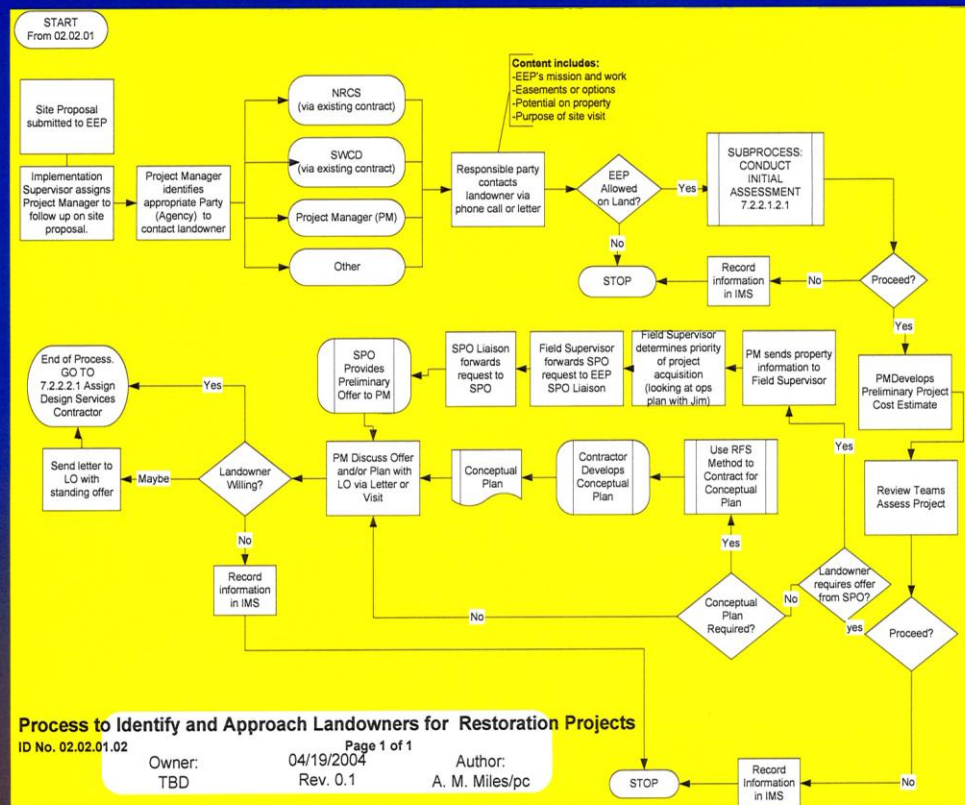 START
From 02.02.01
Site Proposal
submitted to EEP
Implementation
Supervisor assigns
Project Manager to
follow up on site
proposal.
Project Manager
identifies
appropriate Party
(Agency) to
contact landowner
NRCS
(via existing contract)
SWCD
(via existing contract)
Project Manager (PM)
Other
Content includes:
-EEP's mission and work
-Easements or options
-Potential on property
-Purpose of site visit
Responsible party
contacts
landowner via
phone call or letter
EEP
Allowed
on Land?
Yes
No
STOP
SUBPROCESS:
CONDUCT
INITIAL
ASSESSMENT
7.2.2.1.2.1
Proceed?
No
Record
information
in IMS
Yes
PMDevelops
Preliminary Project
Cost Estimate
Review Teams
Assess Project
Proceed?
yes
No
Landowner
requires offer
from SPO?
Yes
No
PM sends property
information to
Field Supervisor
Field Supervisor
determines priority
of project
acquisition
(looking at ops
plan with Jim)
Field Supervisor
forwards SPO
request to EEP
SPO Liaison
SPO Liaison
forwards
request to SPO
SPO
Provides
Preliminary
Offer to PM
Conceptual
Plan
Required?
Yes
No
Use RFS
Method to
Contract for
Conceptual
Plan
Contractor
Develops
Conceptual
Plan
Conceptual
Plan
PM Discuss Offer
and/or Plan with
LO via Letter or
Visit
Landowner
Willing?
Yes
Maybe
No
End of Process.
GO TO
7.2.2.2.1 Assign
Design Services
Contractor
Send letter to
LO with
standing offer
Record
information
in IMS
STOP
Record
Information
in IMS
Process to Identify and Approach Landowners for Restoration Projects
ID No. 02.02.01.02
Page 1 of 1
Owner:
TBD
04/19/2004
Rev. 0.1
Author:
A. M. Miles/pc